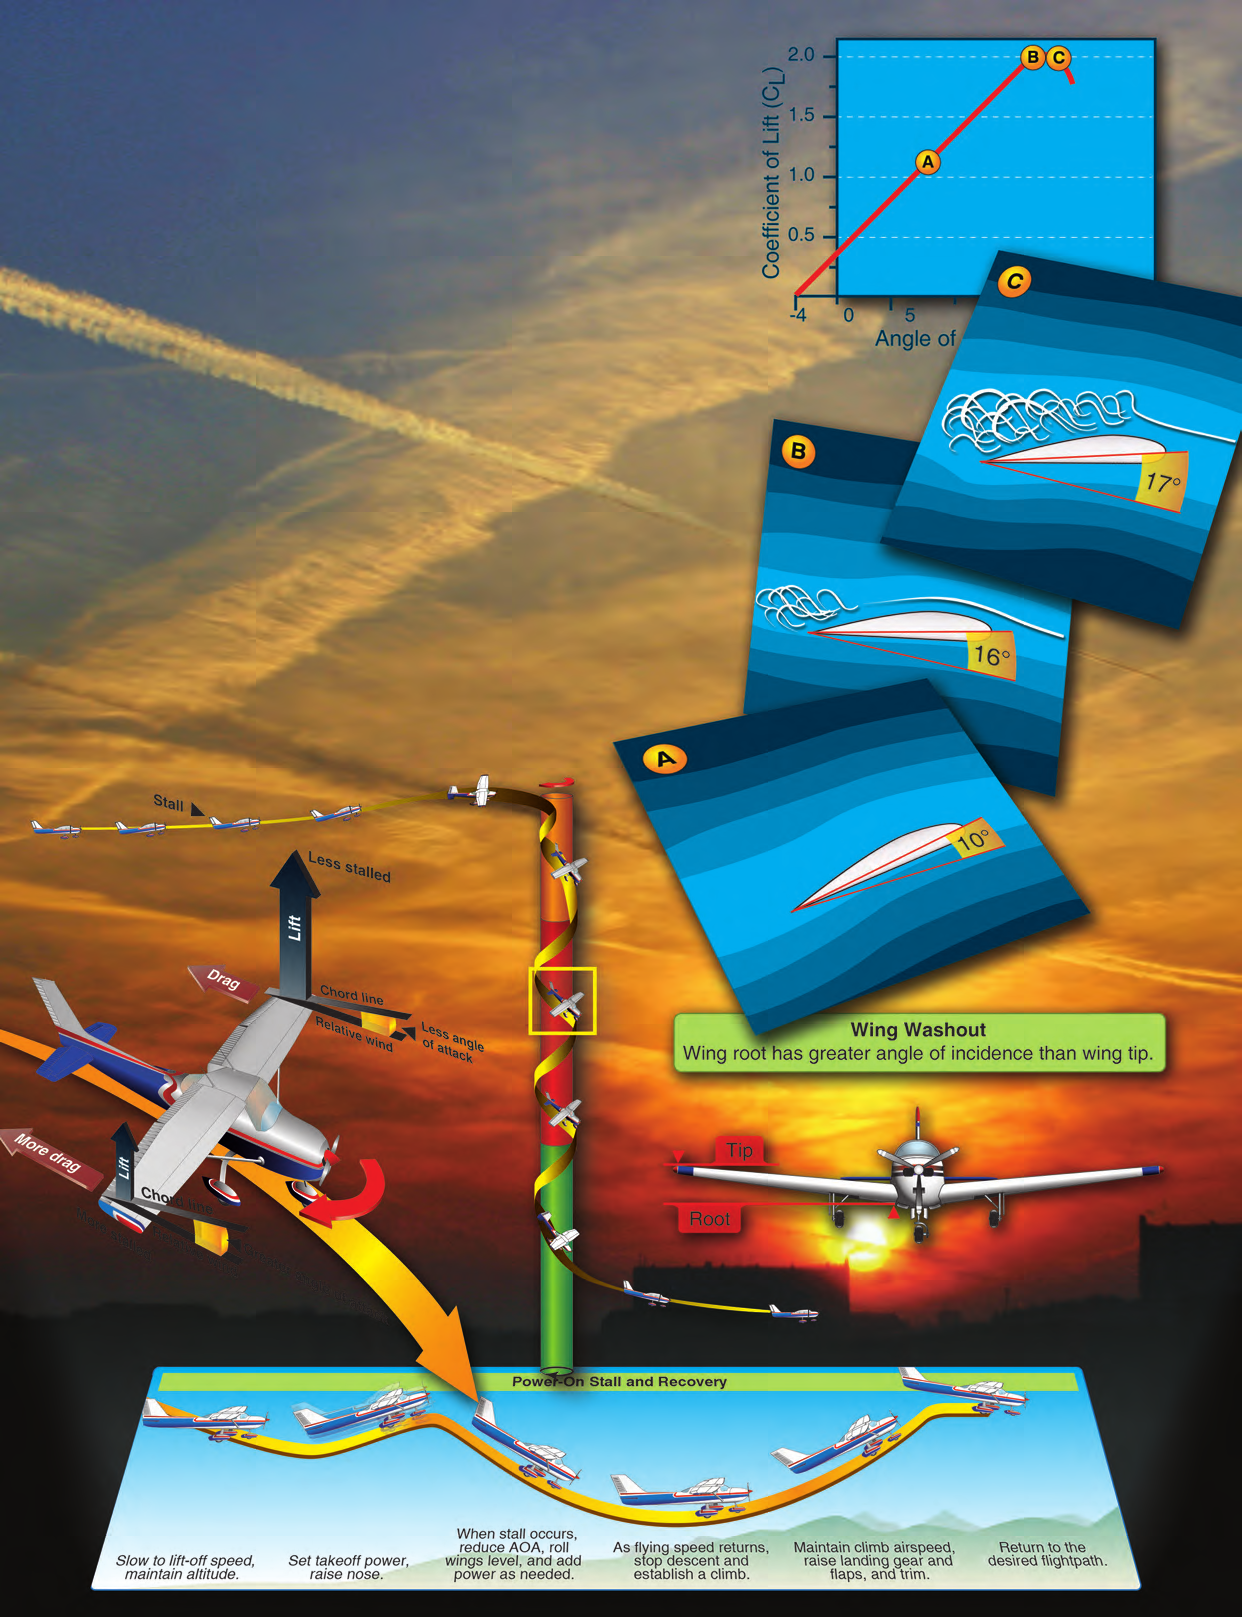 2.0
1.5
1.0
0.5
Coefficient of Lift (CL)
-4
0
5
Angle of
B
C
A
C
17°
B
16°
A
10°
Stall
Less stalled
Lift
Drag
Chord line
Relative wind
Less angle
of attack
More drag
Lift
Chord line
Wing Washout
Wing root has greater angle of incidence than wing tip.
Tip
Root
Power-On Stall and Recovery
Slow to lift-off speed,
maintain altitude.
Set takeoff power,
raise nose.
When stall occurs,
reduce AOA, roll
wings level, and add
power as needed.
As flying speed returns,
stop descent and
establish a climb.
Maintain climb airspeed,
raise landing gear and
flaps, and trim.
Return to the
desired flightpath.